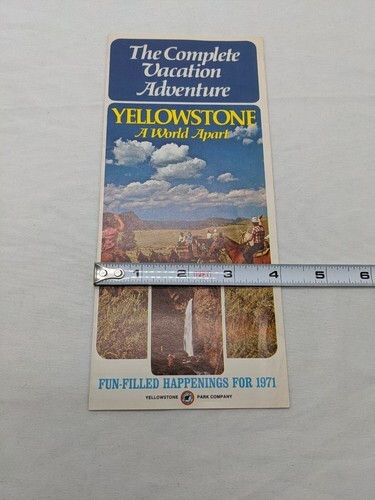 The Complete
Vacation
Adventure
YELLOWSTONE
A World Apart
1 2 3 4 5 6
FUN-FILLED HAPPENINGS FOR 1971
YELLOWSTONE PARK COMPANY